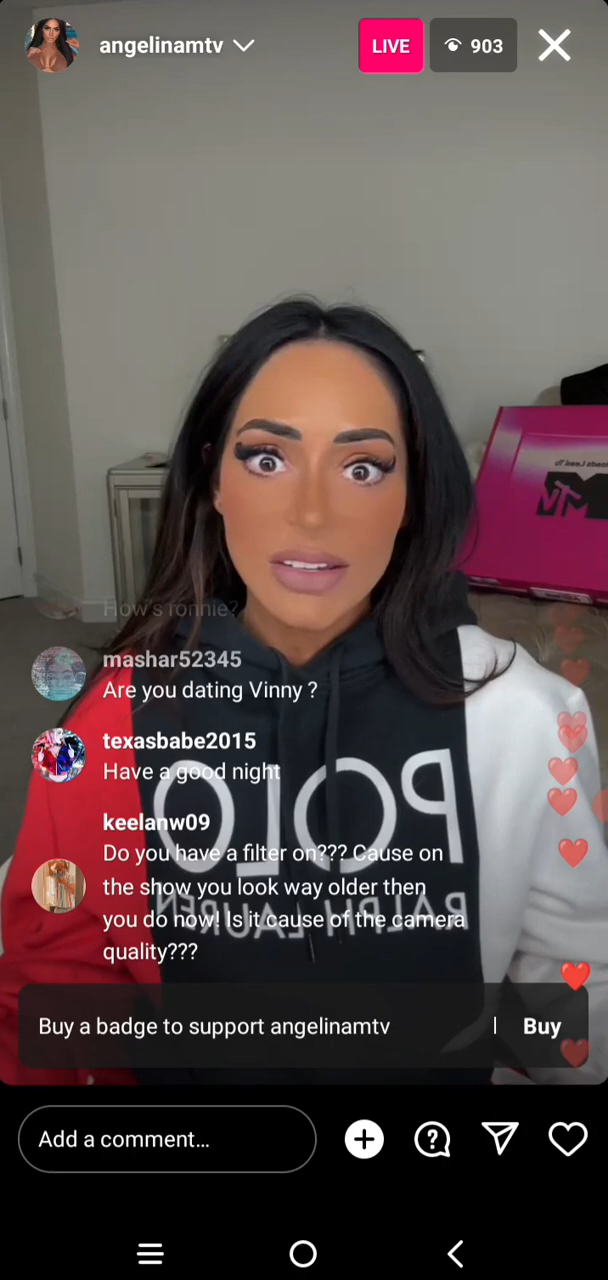 angelinamtv
LIVE
903
MTV
How's ronnie?
mashar52345
Are you dating Vinny ?
texasbabe2015
Have a good night
POLO
RALPH LAUREN
keelanw09
Do you have a filter on??? Cause on
the show you look way older then
you do now! Is it cause of the camera
quality???
Buy a badge to support angelinamtv
Buy
Add a comment...